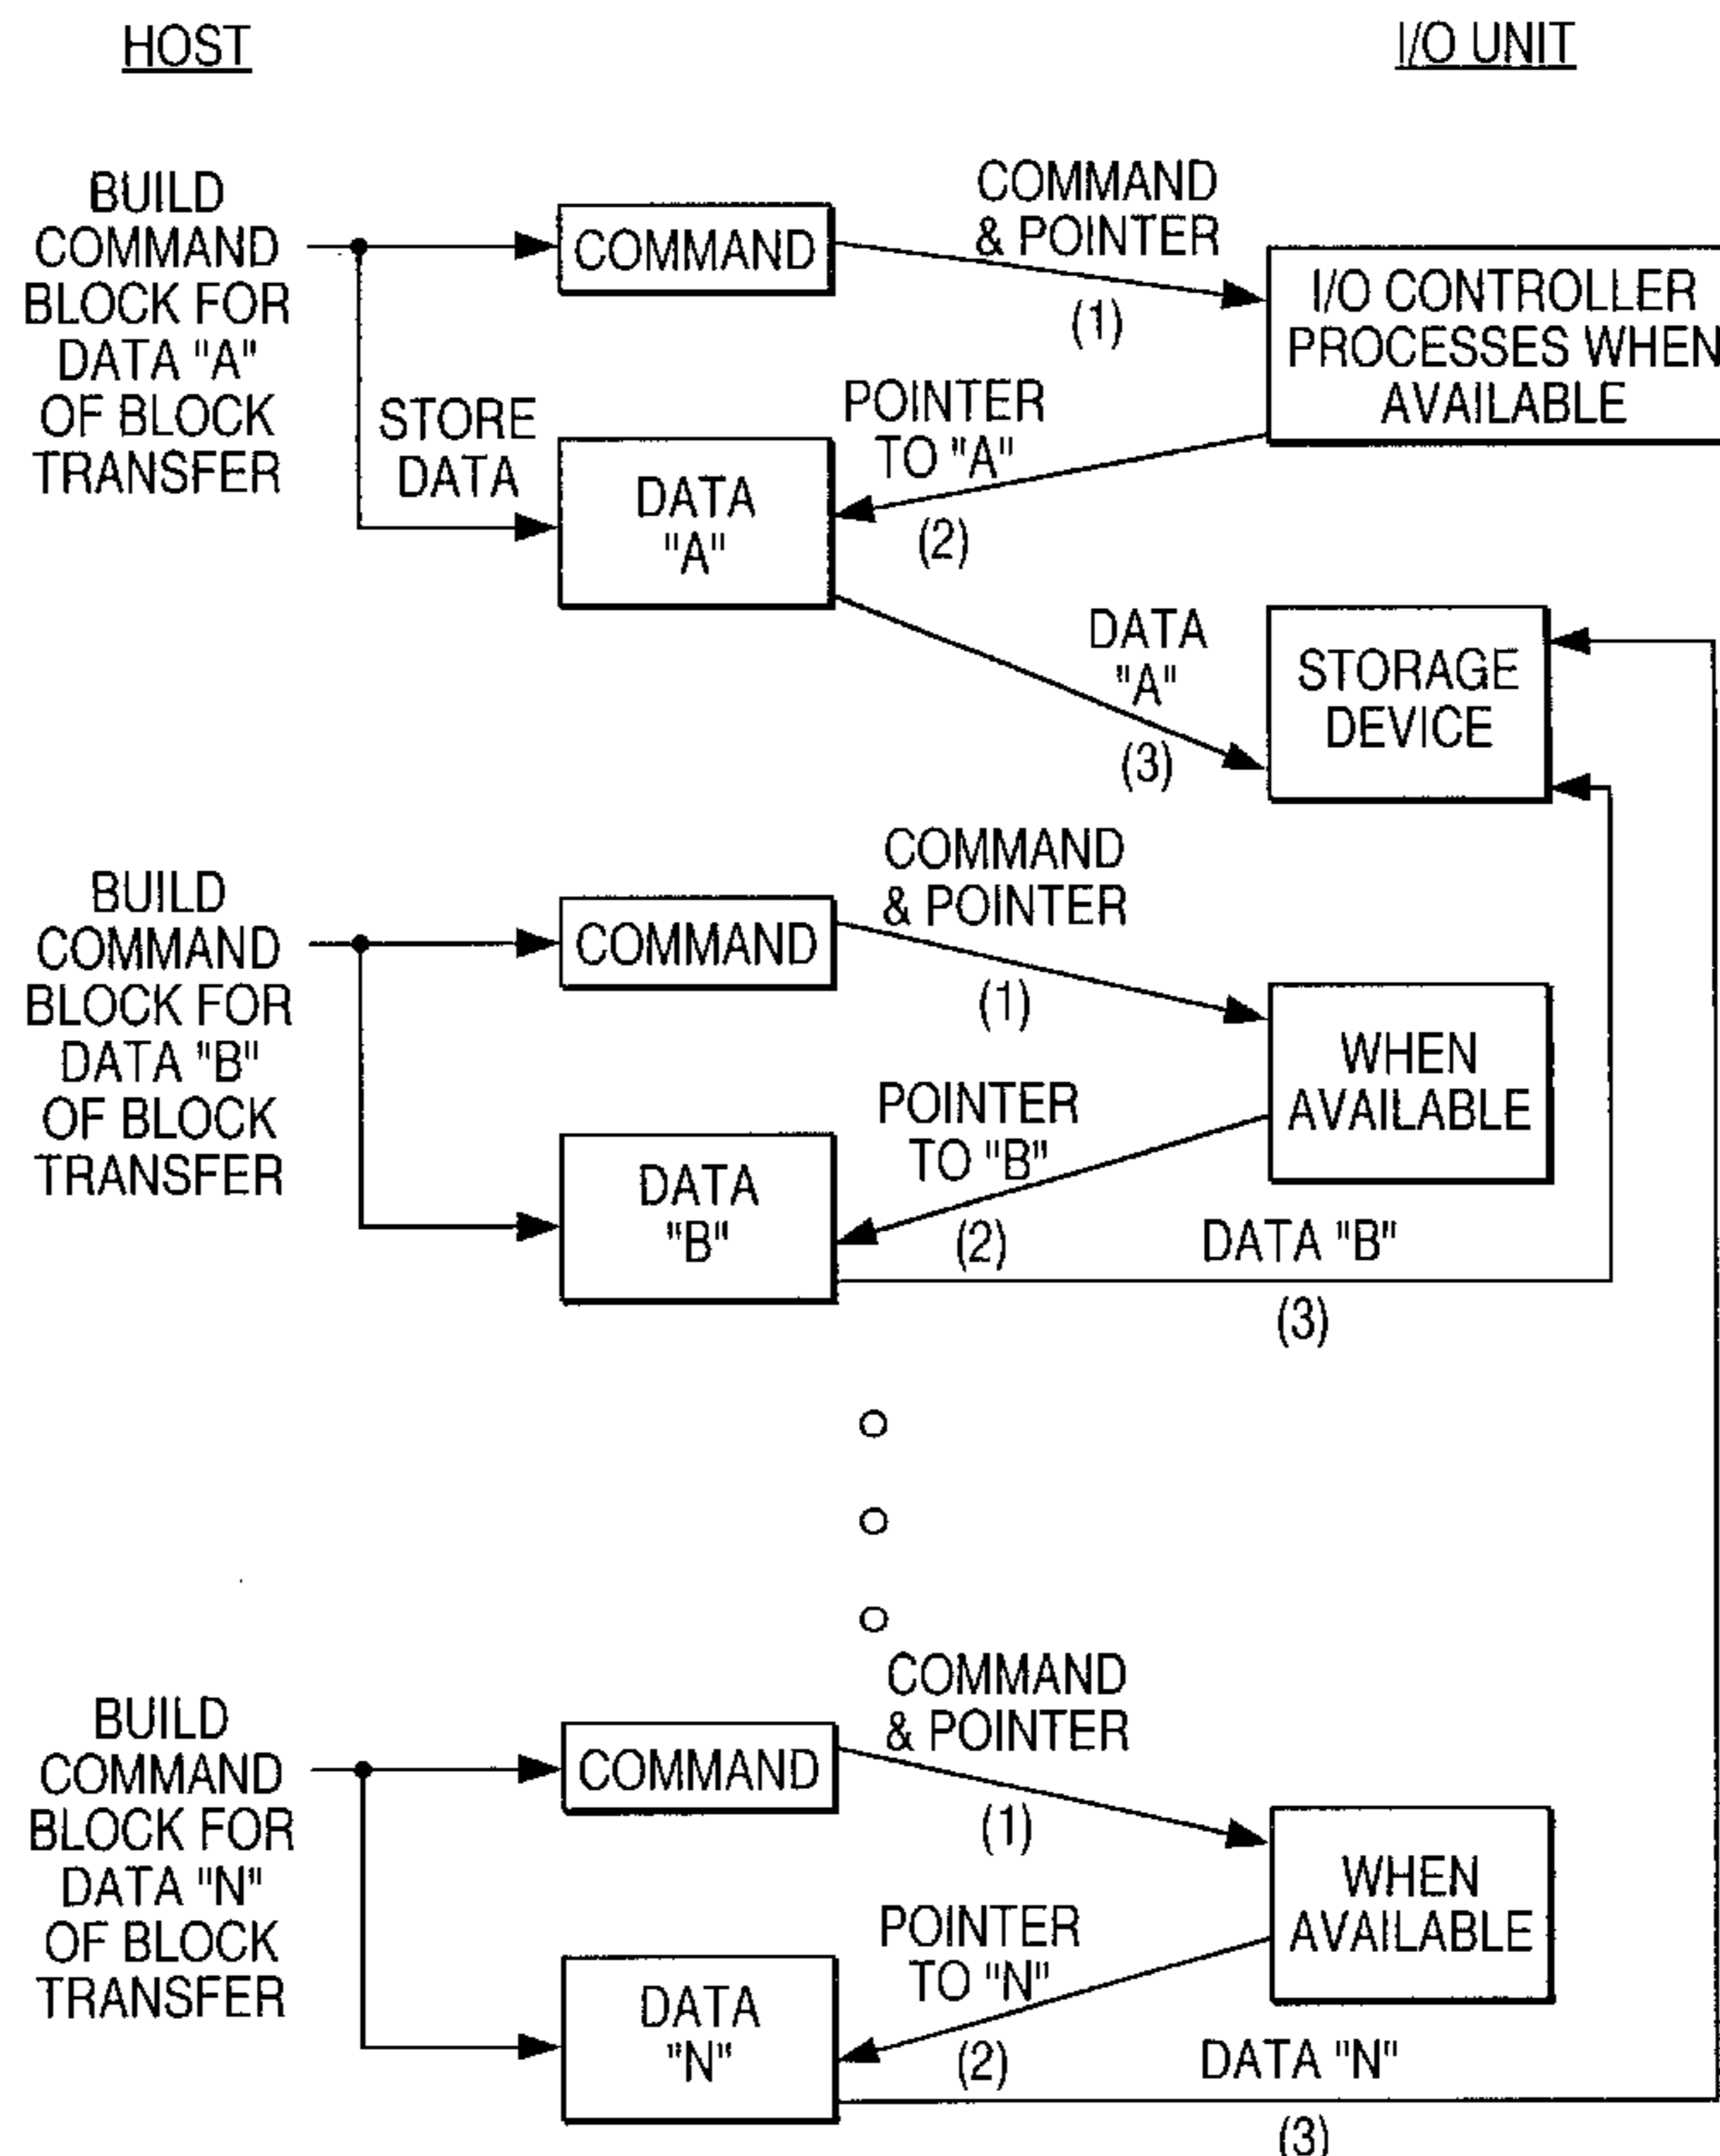 HOST
I/O UNIT
BUILD
COMMAND
BLOCK FOR
DATA "A"
OF BLOCK
TRANSFER
STORE
DATA
COMMAND
COMMAND
& POINTER
(1)
I/O CONTROLLER
PROCESSES WHEN
AVAILABLE
POINTER
TO "A"
(2)
DATA
"A"
DATA
"A"
(3)
STORAGE
DEVICE
BUILD
COMMAND
BLOCK FOR
DATA "B"
OF BLOCK
TRANSFER
COMMAND
COMMAND
& POINTER
(1)
WHEN
AVAILABLE
POINTER
TO "B"
(2)
DATA
"B"
DATA "B"
(3)
BUILD
COMMAND
BLOCK FOR
DATA "N"
OF BLOCK
TRANSFER
COMMAND
COMMAND
& POINTER
(1)
WHEN
AVAILABLE
POINTER
TO "N"
(2)
DATA
"N"
DATA "N"
(3)